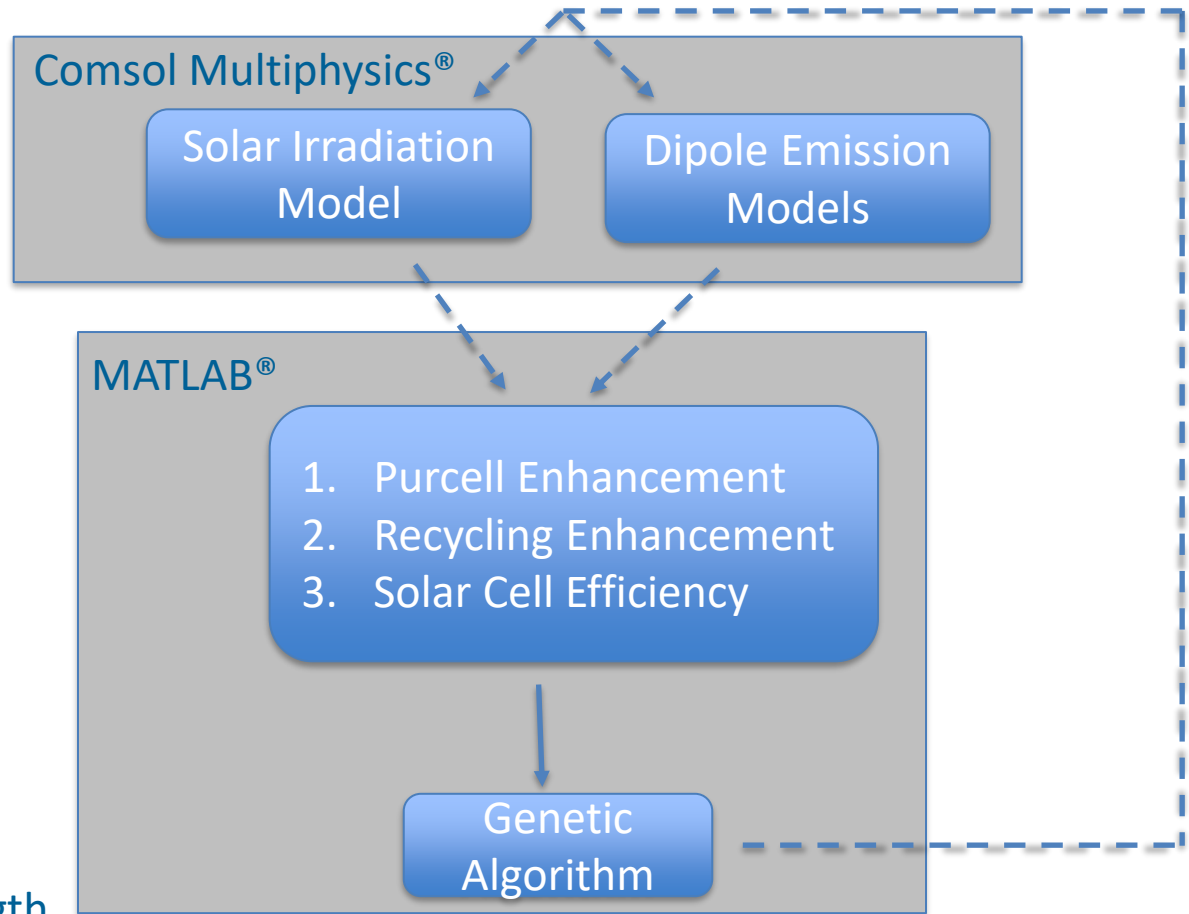 Comsol Multiphysics®
Solar Irradiation
Model
Dipole Emission
Models
MATLAB®
1. Purcell Enhancement
2. Recycling Enhancement
3. Solar Cell Efficiency
Genetic
Algorithm